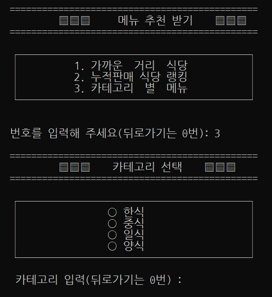 메뉴 추천 받기
1. 가까운 거리 식당
2. 누적판매 식당 랭킹
3. 카테고리 별 메뉴
번호를 입력해 주세요(뒤로가기는 0번): 3
카테고리 선택
○ 한식
○ 중식
○ 일식
○ 양식
카테고리 입력(뒤로가기는 0번) :